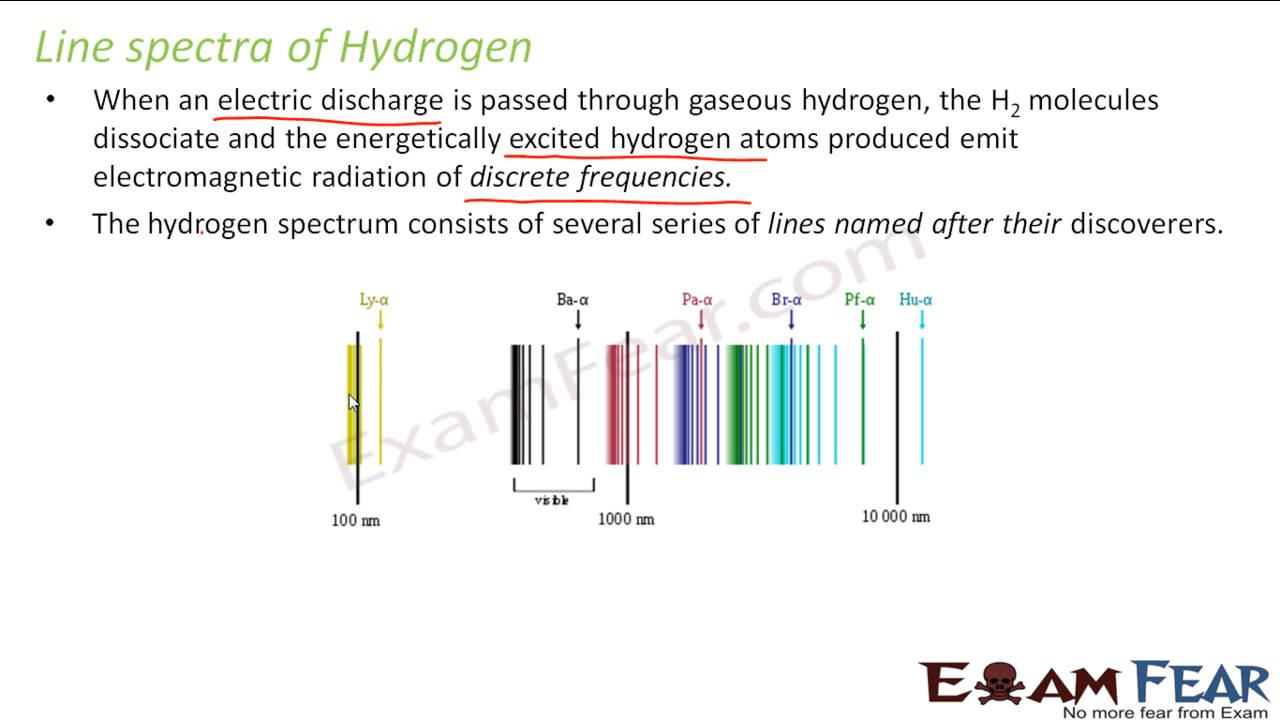 Line spectra of Hydrogen
• When an electric discharge is passed through gaseous hydrogen, the H₂ molecules
dissociate and the energetically excited hydrogen atoms produced emit
electromagnetic radiation of discrete frequencies.
• The hydrogen spectrum consists of several series of lines named after their discoverers.
Ly-α Ba-α Pa-α Br-α Pf-α Hu-α
ExamFear.com
visible
100 nm 1000 nm 10 000 nm
EXAM FEAR
No more fear from Exam